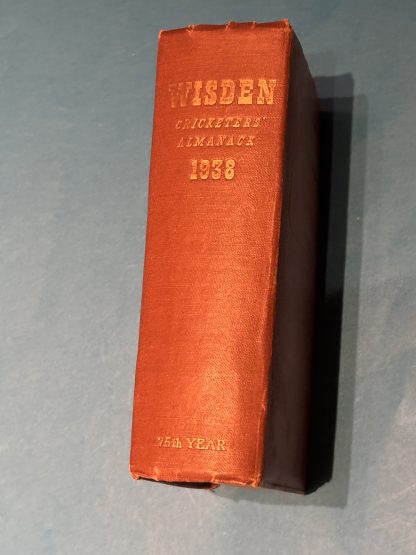 WISDEN
CRICKETERS'
ALMANACK
1938
75th YEAR